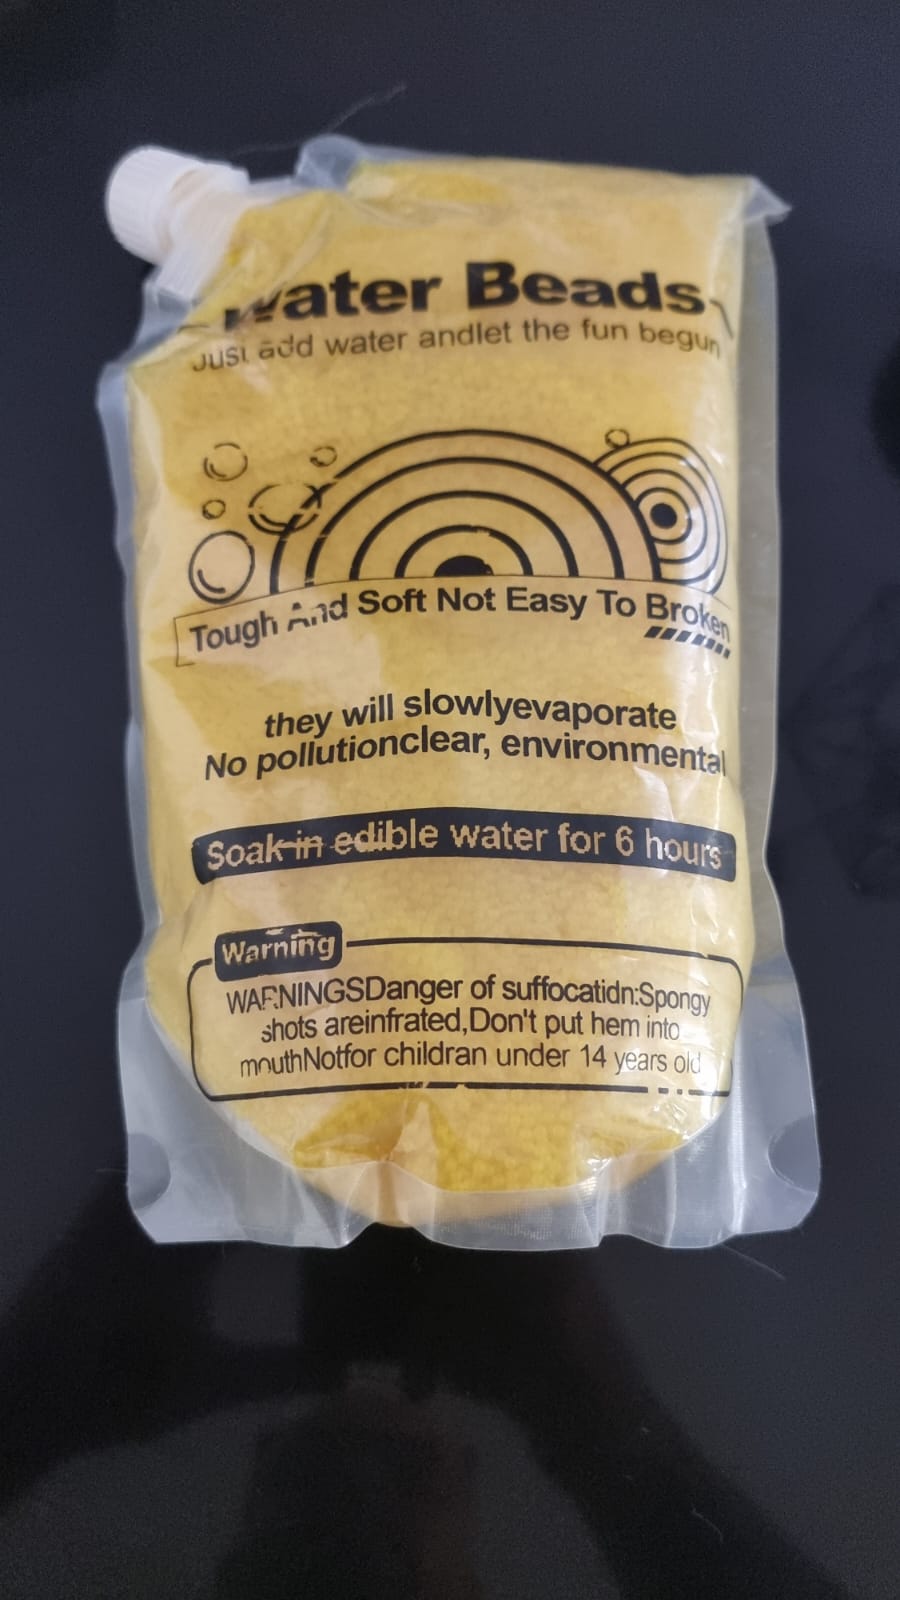 Water Beads
Just add water andlet the fun begun
Tough And Soft Not Easy To Broken
they will slowlyevaporate
No pollutionclear, environmental
Soak in edible water for 6 hours
Warning
WARNINGSDanger of suffocatidn:Spongy
shots areinfrated,Don't put hem into
mouthNotfor childran under 14 years old